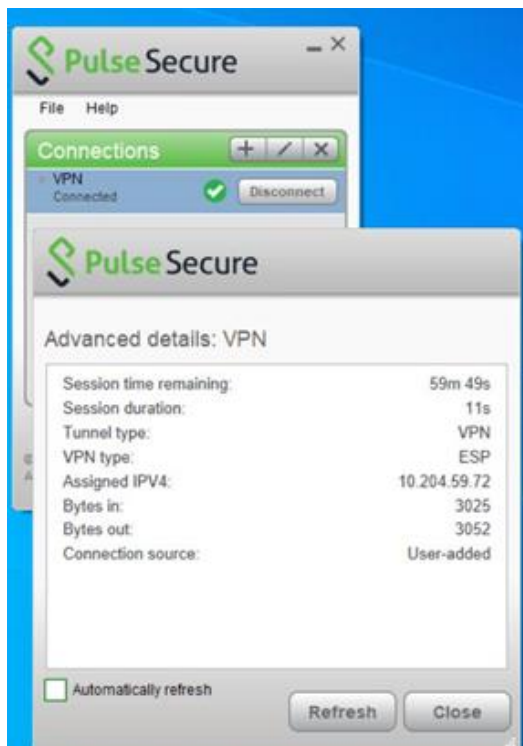 Pulse Secure
File Help
Connections
VPN
Connected
Disconnect
Pulse Secure
Advanced details: VPN
Session time remaining: 59m 49s
Session duration: 11s
Tunnel type: VPN
VPN type: ESP
Assigned IPV4: 10.204.59.72
Bytes in: 3025
Bytes out: 3052
Connection source: User-added
Automatically refresh
Refresh Close